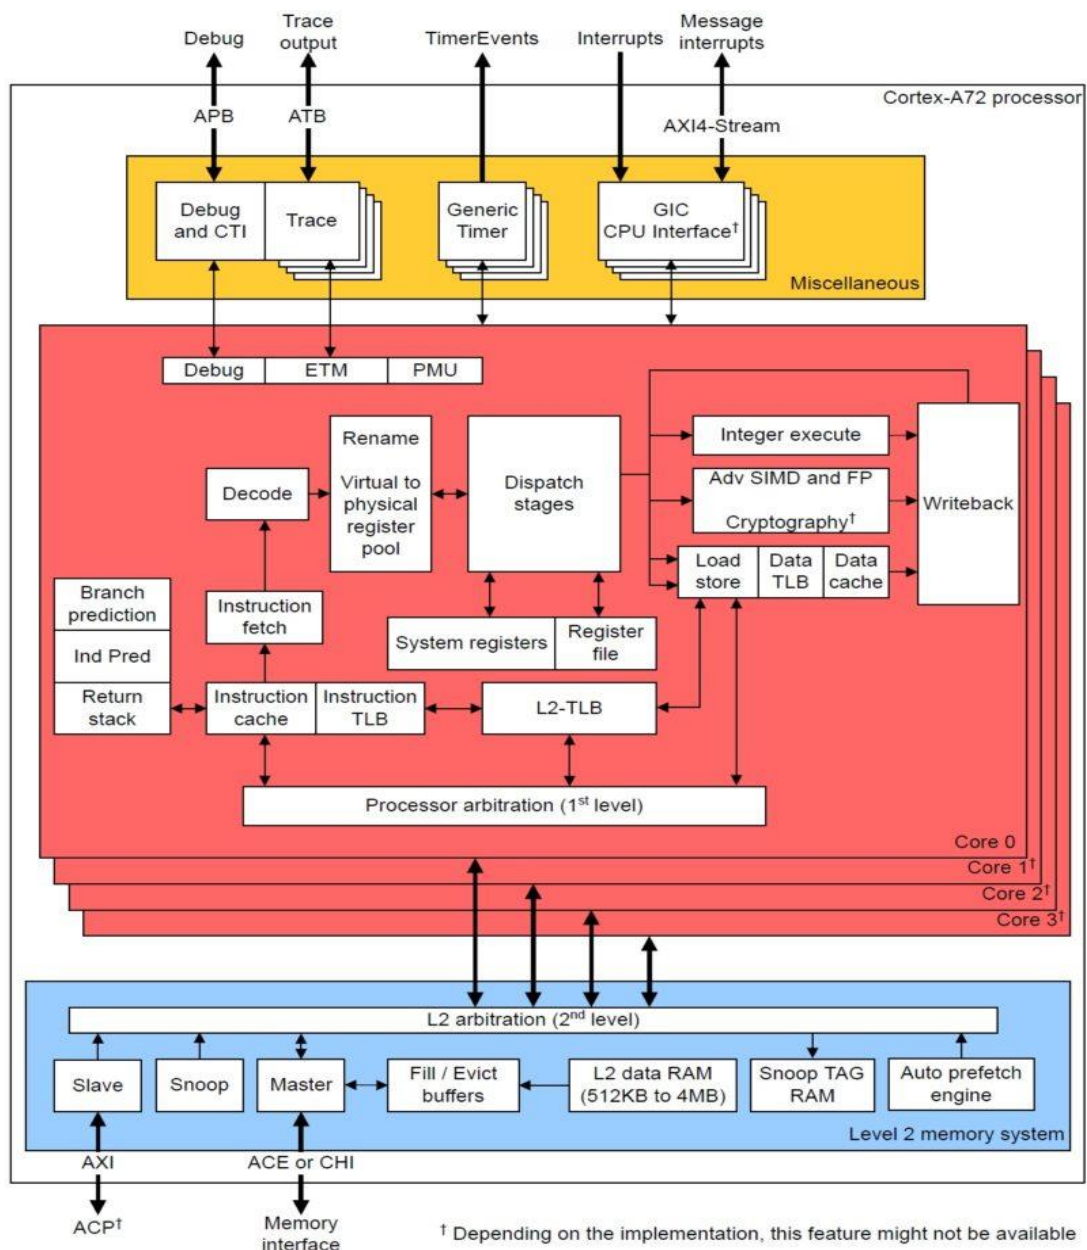 Debug
Trace
output
TimerEvents
Interrupts
Message
interrupts
Cortex-A72 processor
APB
ATB
AXI4-Stream
Debug
and CTI
Trace
Generic
Timer
GIC
CPU Interface†
Miscellaneous
Debug
ETM
PMU
Rename
Virtual to
physical
register
pool
Dispatch
stages
Integer execute
Adv SIMD and FP
Cryptography†
Writeback
Decode
Load
store
Data
TLB
Data
cache
Branch
prediction
Ind Pred
Return
stack
Instruction
fetch
System registers
Register
file
Instruction
cache
Instruction
TLB
L2-TLB
Processor arbitration (1st level)
Core 0
Core 1†
Core 2†
Core 3†
L2 arbitration (2nd level)
Slave
Snoop
Master
Fill / Evict
buffers
L2 data RAM
(512KB to 4MB)
Snoop TAG
RAM
Auto prefetch
engine
Level 2 memory system
AXI
ACE or CHI
ACP†
Memory
interface
† Depending on the implementation, this feature might not be available